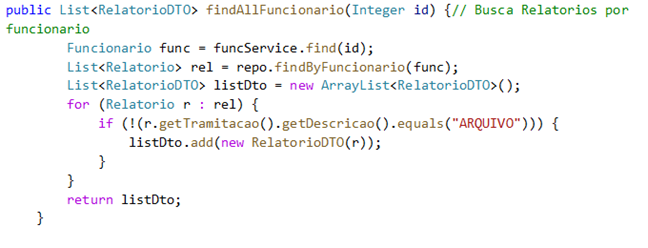 public List<RelatorioDTO> findAllFuncionario(Integer id) {// Busca Relatorios por
funcionario
        Funcionario func = funcService.find(id);
        List<Relatorio> rel = repo.findByFuncionario(func);
        List<RelatorioDTO> listDto = new ArrayList<RelatorioDTO>();
        for (Relatorio r : rel) {
            if (!(r.getTramitacao().getDescricao().equals("ARQUIVO"))) {
                listDto.add(new RelatorioDTO(r));
            }
        }
        return listDto;
    }